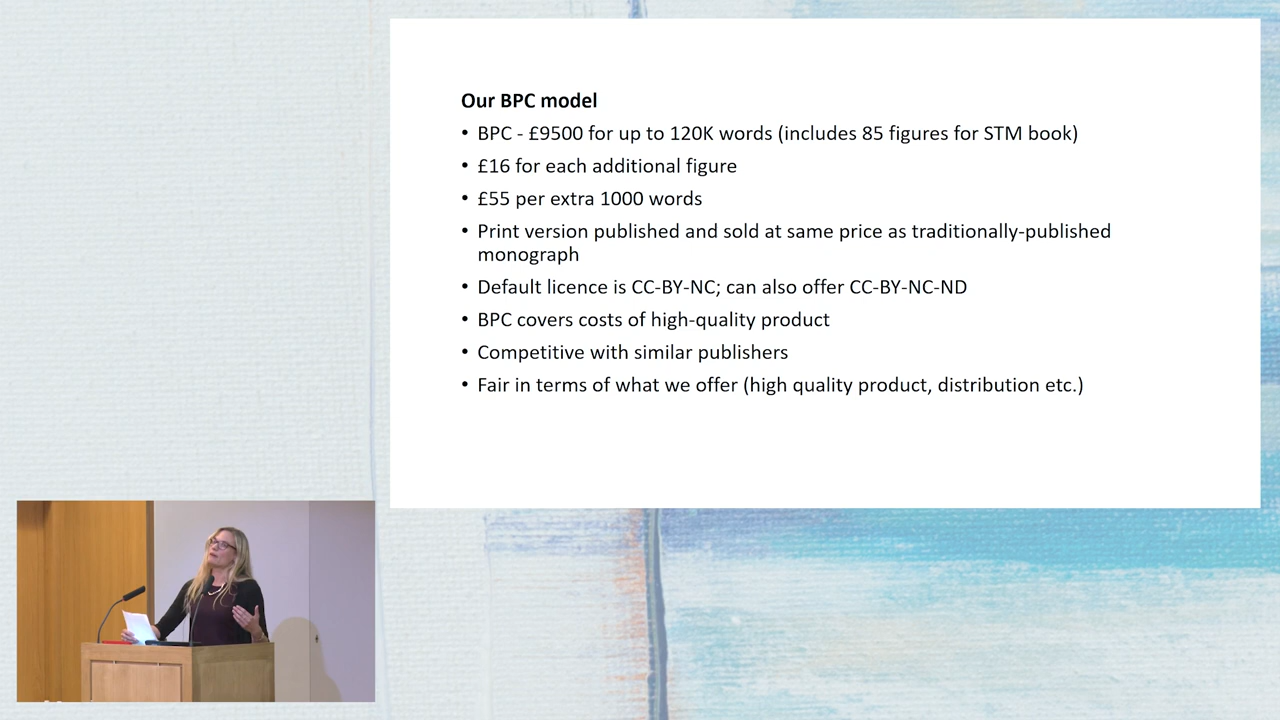 Our BPC model
• BPC - £9500 for up to 120K words (includes 85 figures for STM book)
• £16 for each additional figure
• £55 per extra 1000 words
• Print version published and sold at same price as traditionally-published
monograph
• Default licence is CC-BY-NC; can also offer CC-BY-NC-ND
• BPC covers costs of high-quality product
• Competitive with similar publishers
• Fair in terms of what we offer (high quality product, distribution etc.)